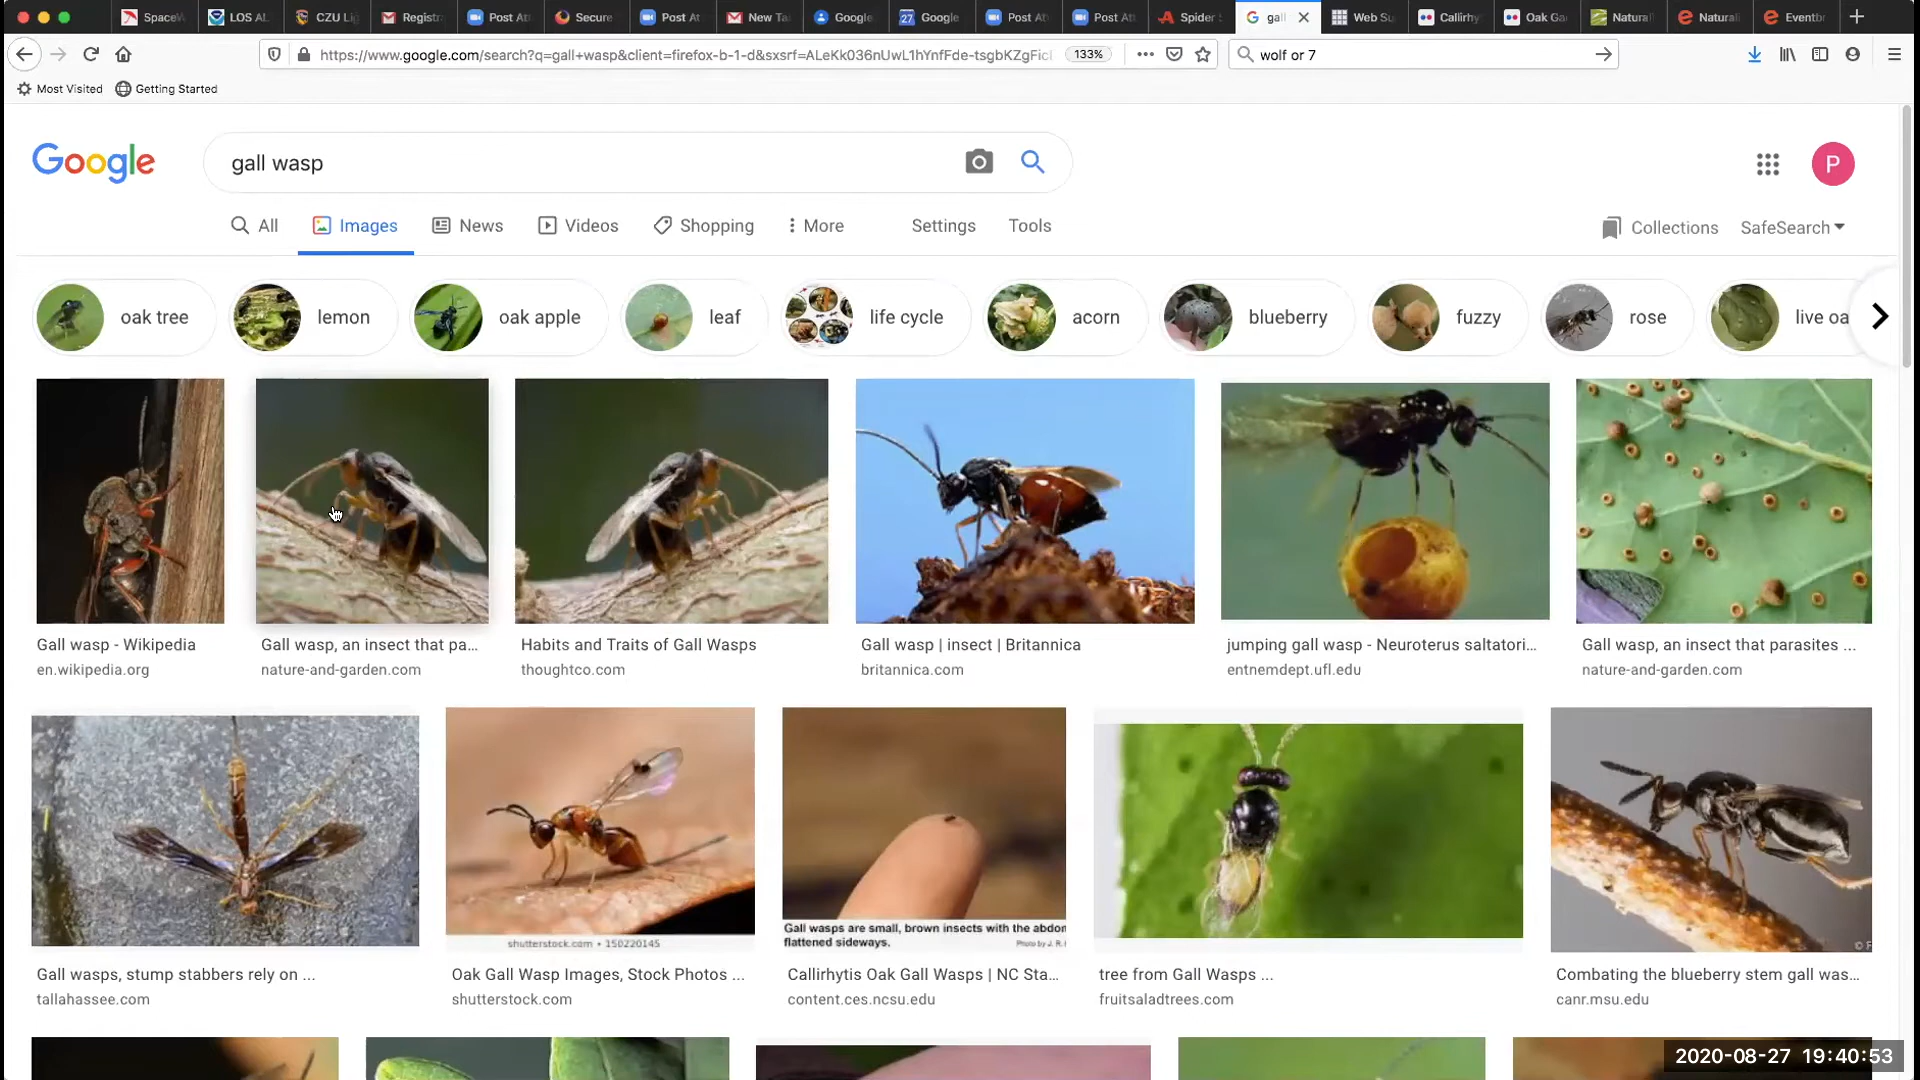 SpaceW
LOS AL
CZU Li
Registr
Post At
Secure
Post At
New Ta
Google
27 Google
Post At
Post At
Spider
G gall
Web Su
Callirhy
Oak Ga
Natural
Naturali
Eventbr
https://www.google.com/search?q=gall+wasp&client=firefox-b-1-d&sxsrf=
133%
wolf or 7
Most Visited
Getting Started
Google
gall wasp
P
All
Images
News
Videos
Shopping
More
Settings
Tools
Collections
SafeSearch
oak tree
lemon
oak apple
leaf
life cycle
acorn
blueberry
fuzzy
rose
live oa
Gall wasp - Wikipedia
en.wikipedia.org
Gall wasp, an insect that pa...
nature-and-garden.com
Habits and Traits of Gall Wasps
thoughtco.com
Gall wasp | insect | Britannica
britannica.com
jumping gall wasp - Neuroterus saltatori...
entnemdept.ufl.edu
Gall wasp, an insect that parasites ...
nature-and-garden.com
shutterstock.com • 150220145
Gall wasps are small, brown insects with the abdom
flattened sideways.
Photo by J. R.
© F
Gall wasps, stump stabbers rely on ...
tallahassee.com
Oak Gall Wasp Images, Stock Photos ...
shutterstock.com
Callirhytis Oak Gall Wasps | NC Sta...
content.ces.ncsu.edu
tree from Gall Wasps ...
fruitsaladtrees.com
Combating the blueberry stem gall was...
canr.msu.edu
2020-08-27 19:40:53